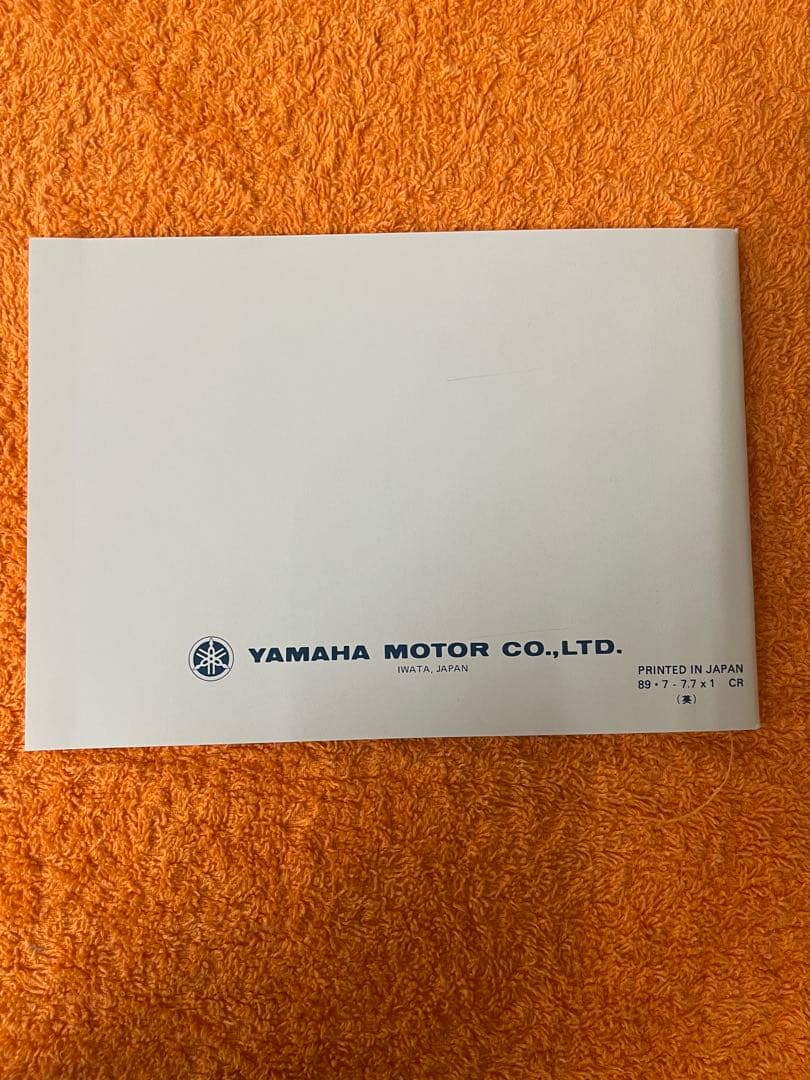 YAMAHA MOTOR CO.,LTD.
IWATA, JAPAN
PRINTED IN JAPAN
89・7 - 7.7 x 1 CR
(英)